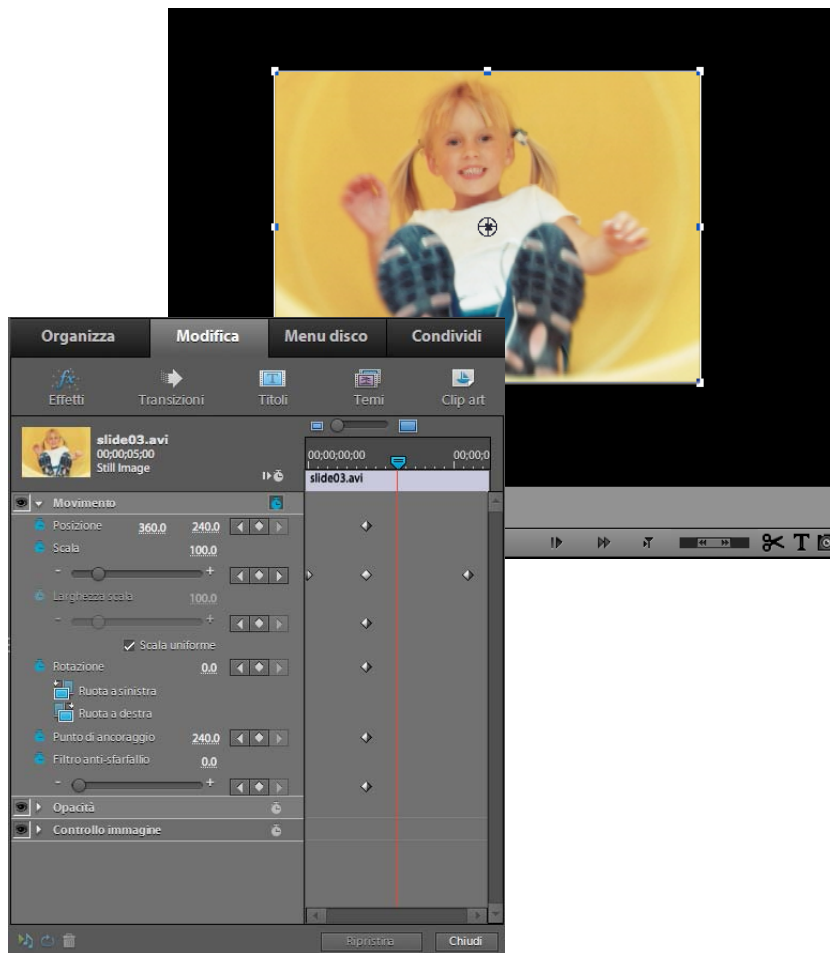 Organizza Modifica Menu disco Condividi
Effetti Transizioni Titoli Temi Clip art
slide03.avi
00;00;05;00
Still Image
00;00;00;00 00;00;0
slide03.avi
Movimento
Posizione 360.0 240.0
Scala 100.0
- +
Larghezza scala 100.0
- +
Scala uniforme
Rotazione 0.0
Ruota a sinistra
Ruota a destra
Punto di ancoraggio 240.0
Filtro anti-sfarfallio 0.0
- +
Opacità
Controllo immagine
Ripristina Chiudi